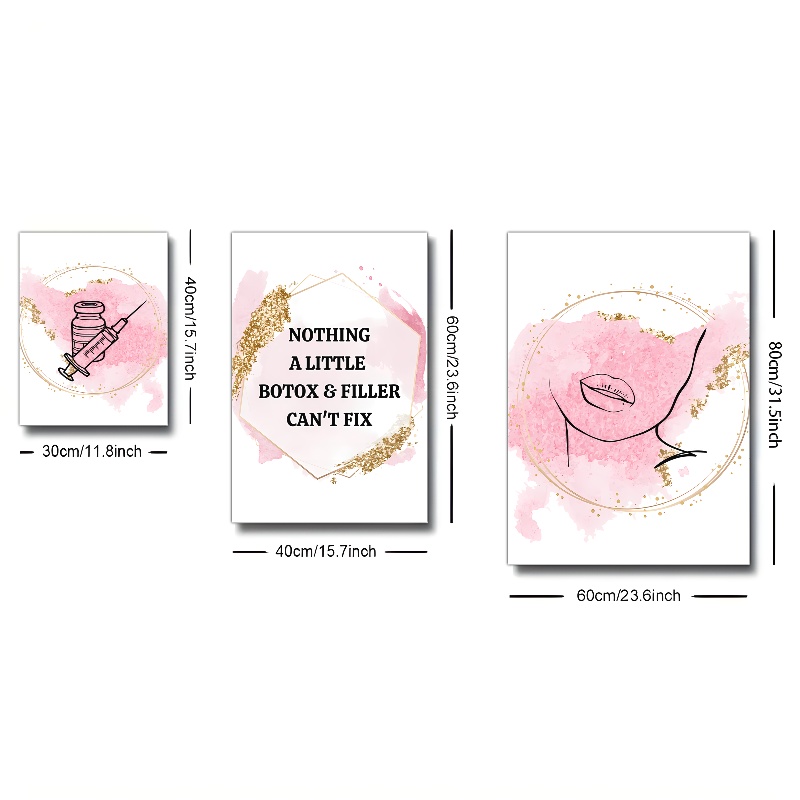 40cm/15.7inch
30cm/11.8inch
NOTHING
A LITTLE
BOTOX & FILLER
CAN'T FIX
60cm/23.6inch
40cm/15.7inch
80cm/31.5inch
60cm/23.6inch